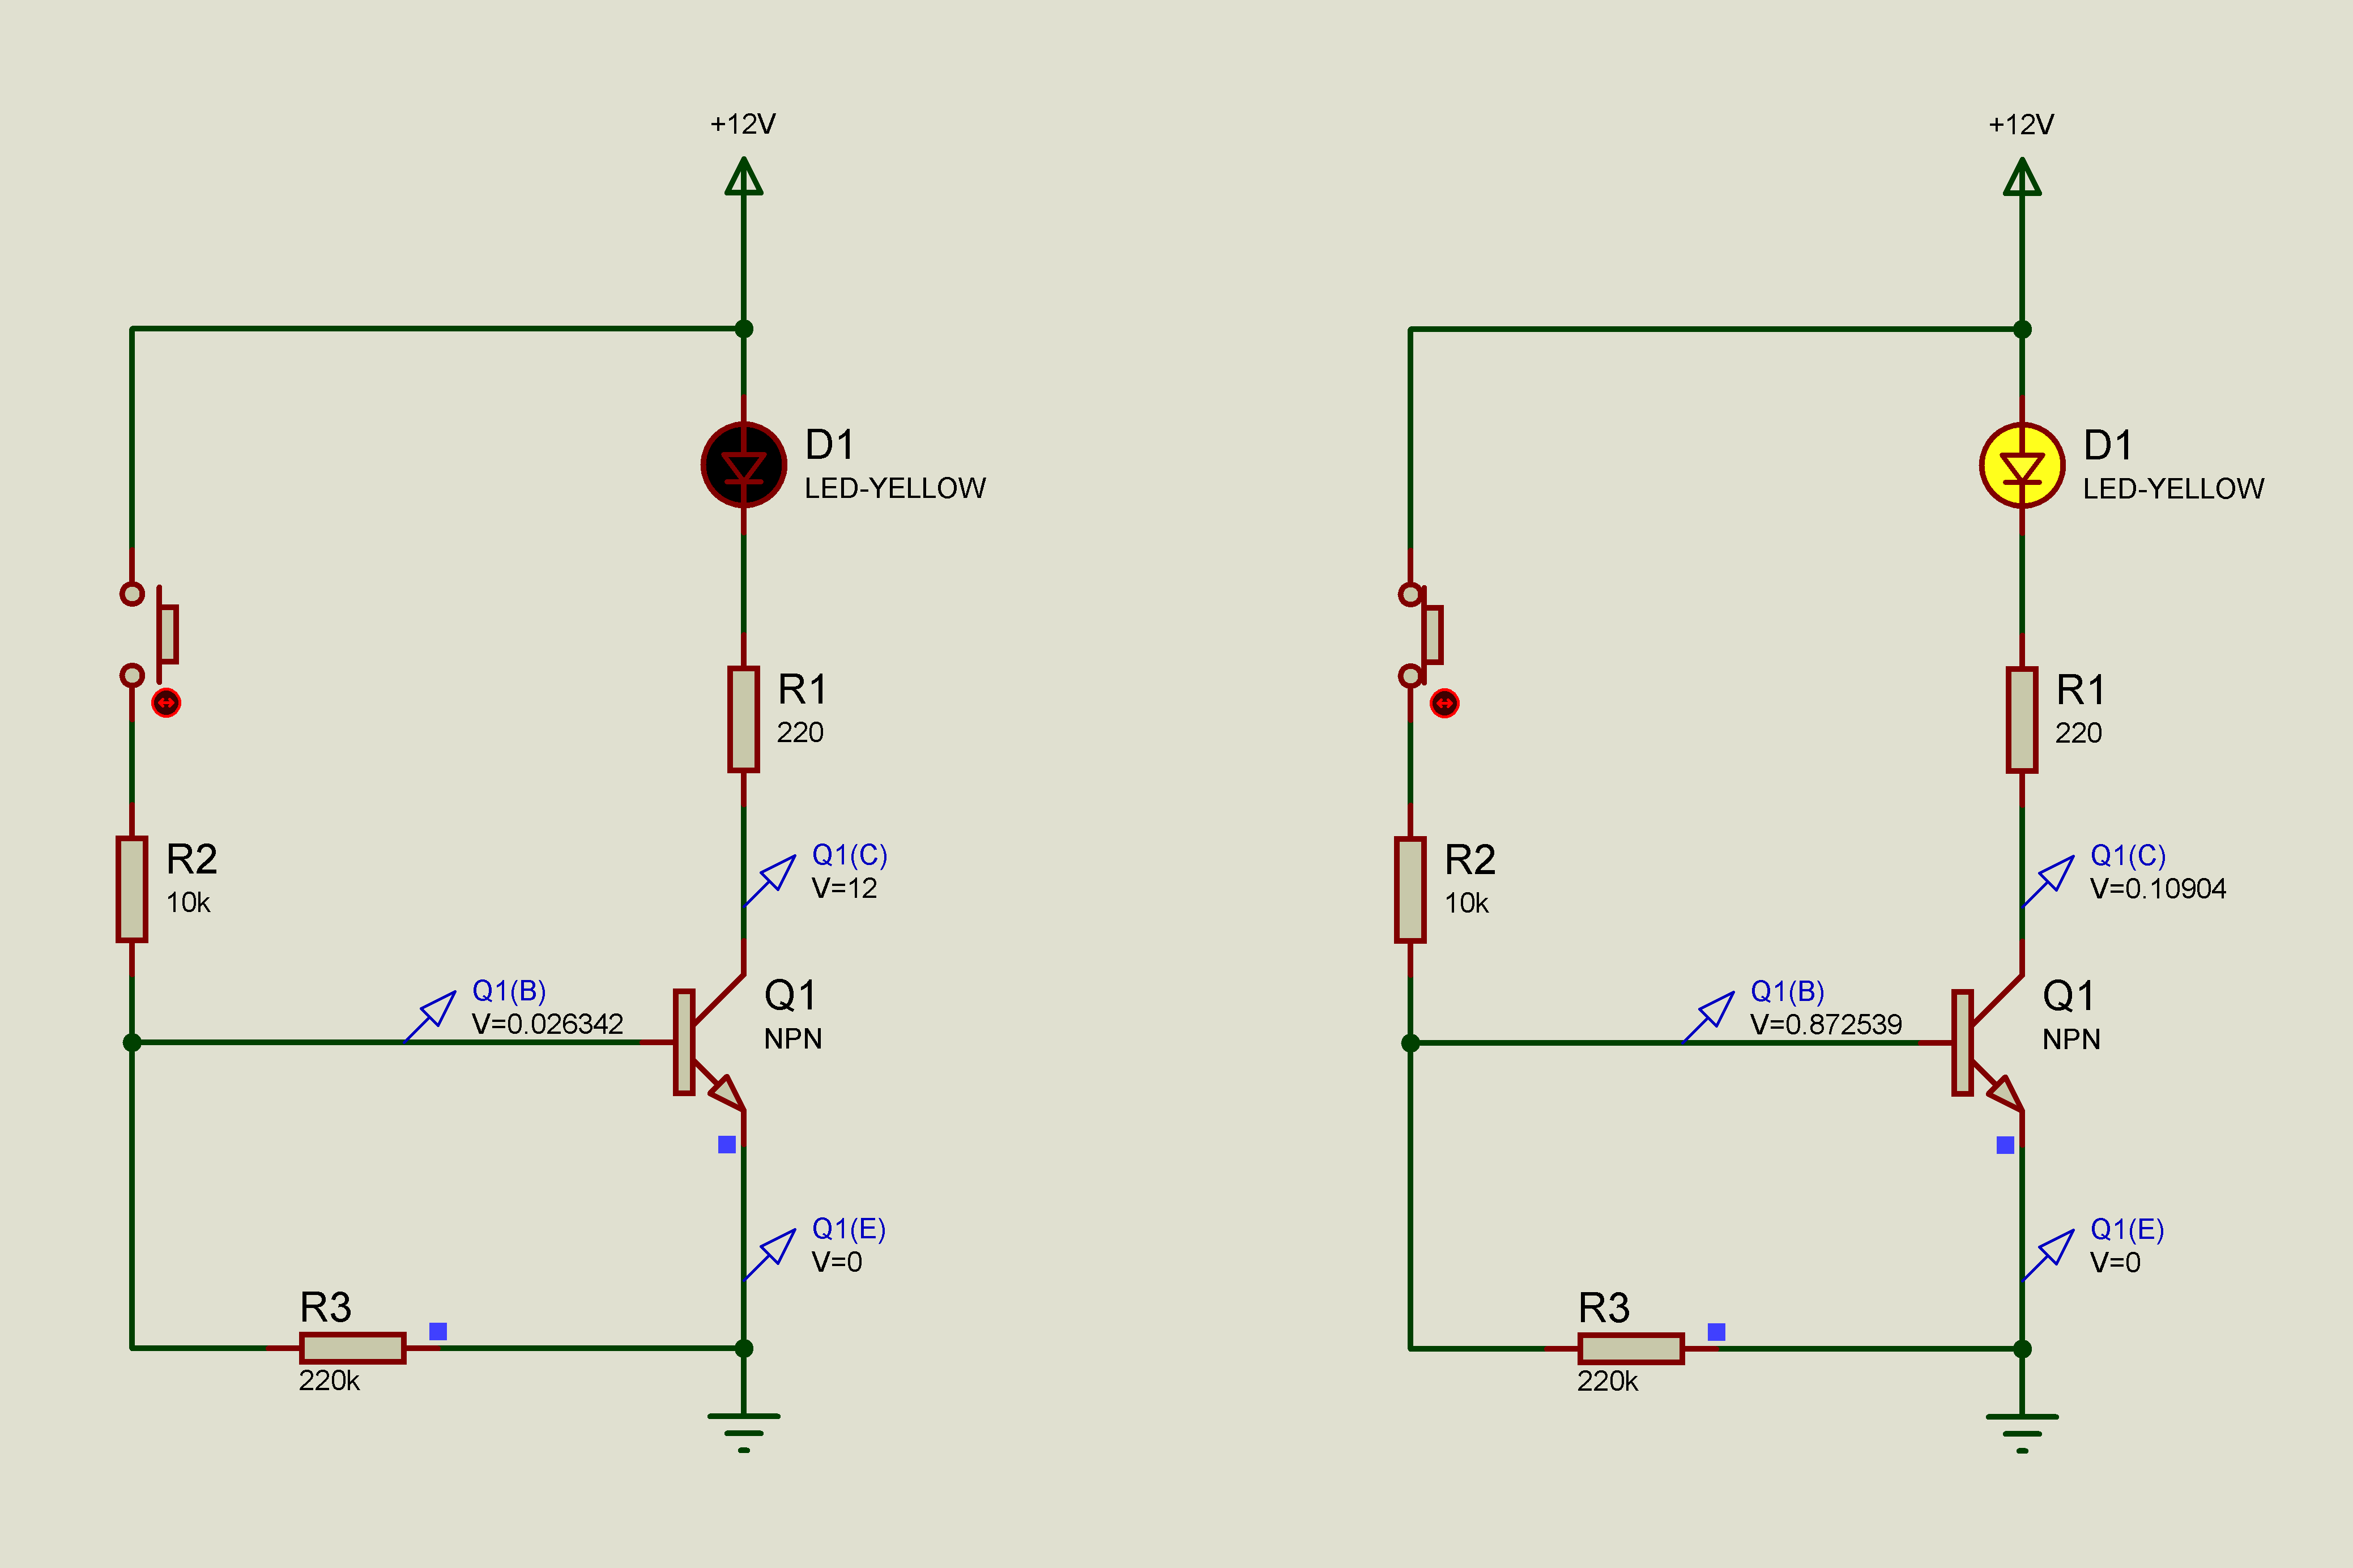 +12V
D1
LED-YELLOW
R1
220
R2
10k
Q1(C)
V=12
Q1(B)
V=0.026342
Q1
NPN
Q1(E)
V=0
R3
220k
+12V
D1
LED-YELLOW
R1
220
R2
10k
Q1(C)
V=0.10904
Q1(B)
V=0.872539
Q1
NPN
Q1(E)
V=0
R3
220k